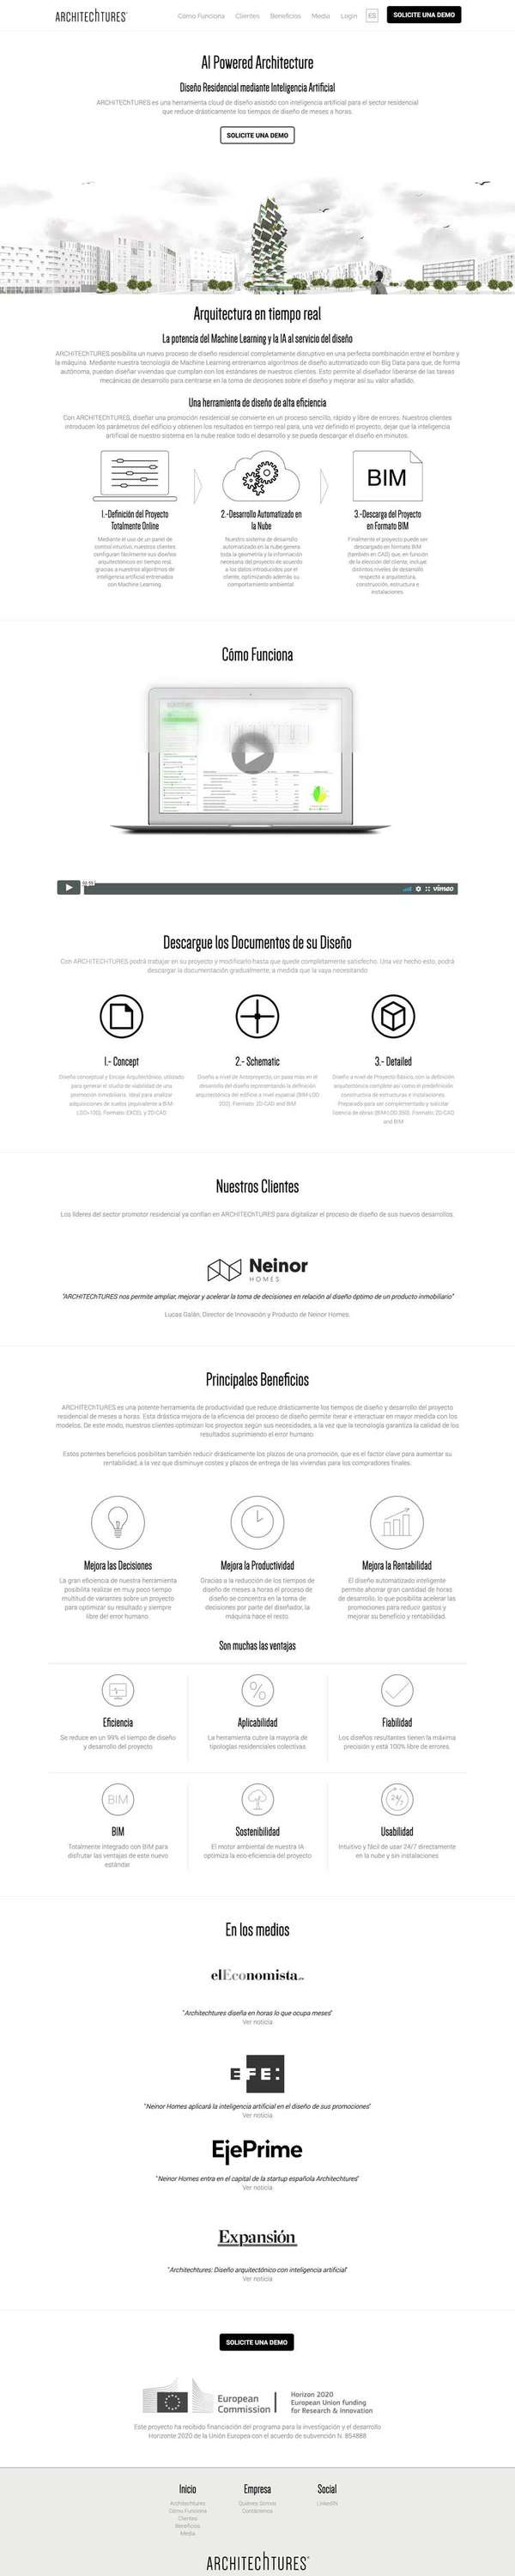 ARCHITEChTURES
Cómo Funciona Clientes Beneficios Media Login ES SOLICITE UNA DEMO
AI Powered Architecture
Diseño Residencial mediante Inteligencia Artificial
ARCHITEChTURES es una herramienta cloud de diseño asistido con inteligencia artificial para el sector residencial
que reduce drásticamente los tiempos de diseño de meses a horas.
SOLICITE UNA DEMO
Arquitectura en tiempo real
La potencia del Machine Learning y la IA al servicio del diseño
ARCHITEChTURES posibilita un nuevo proceso de diseño residencial completamente disruptivo en una perfecta combinación entre el hombre y
la máquina. Mediante nuestra tecnología de Machine Learning entrenamos algoritmos de diseño automatizado con Big Data para que, de forma
autónoma, puedan diseñar viviendas que cumplan con los estándares de nuestros clientes. Esto permite al diseñador liberarse de las tareas
mecánicas de desarrollo para centrarse en la toma de decisiones sobre el diseño y mejorar así su valor añadido.
Una herramienta de diseño de alta eficiencia
Con ARCHITEChTURES, diseñar una promoción residencial se convierte en un proceso sencillo, rápido y libre de errores. Nuestros clientes
introducen los parámetros del edificio y obtienen los resultados en tiempo real para, una vez definido el proyecto, dejar que la inteligencia
artificial de nuestro sistema en la nube realice todo el desarrollo y se pueda descargar el diseño en minutos.
BIM
1.-Definición del Proyecto
Totalmente Online
Mediante el uso de un panel de
control intuitivo, nuestros clientes
configuran fácilmente sus diseños
arquitectónicos en tiempo real,
gracias a nuestros algoritmos de
inteligencia artificial entrenados
con Machine Learning.
2.-Desarrollo Automatizado en
la Nube
Nuestro sistema de desarrollo
automatizado en la nube genera
toda la geometría y la información
necesaria del proyecto de acuerdo
a los datos introducidos por el
cliente, optimizando además su
comportamiento ambiental.
3.-Descarga del Proyecto
en Formato BIM
Finalmente el proyecto puede ser
descargado en formato BIM
(también en CAD) que, en función
de la elección del cliente, incluye
distintos niveles de desarrollo
respecto a arquitectura,
construcción, estructura e
instalaciones.
Cómo Funciona
vimeo
Descargue los Documentos de su Diseño
Con ARCHITEChTURES podrá trabajar en su proyecto y modificarlo hasta que quede completamente satisfecho. Una vez hecho esto, podrá
descargar la documentación gradualmente, a medida que la vaya necesitando:
1.- Concept
Diseño conceptual y Encaje Arquitectónico, utilizado
para generar el studio de viabilidad de una
promoción inmobiliaria. Ideal para analizar
adquisiciones de suelos (equivalente a BIM-
LOD<100). Formato: EXCEL y 2D CAD
2.- Schematic
Diseño a nivel de Anteproyecto, un paso más en el
desarrollo del diseño representando la definición
arquitectónica del edificio a nivel espacial (BIM-LOD
200). Formato: 2D CAD and BIM
3.- Detailed
Diseño a nivel de Proyecto Básico, con la definición
arquitectónica completa así como el predefinición
constructiva de estructuras e instalaciones.
Preparado para ser complementado y solicitar
licencia de obras (BIM-LOD 350). Formato: 2D CAD
and BIM
Nuestros Clientes
Los líderes del sector promotor residencial ya confían en ARCHITEChTURES para digitalizar el proceso de diseño de sus nuevos desarrollos.
Neinor
HOMES
"ARCHITEChTURES nos permite ampliar, mejorar y acelerar la toma de decisiones en relación al diseño óptimo de un producto inmobiliario"
Lucas Galán. Director de Innovación y Producto de Neinor Homes.
Principales Beneficios
ARCHITEChTURES es una potente herramienta de productividad que reduce drásticamente los tiempos de diseño y desarrollo del proyecto
residencial de meses a horas. Esta drástica mejora de la eficiencia del proceso de diseño permite iterar e interactuar en mayor medida con los
modelos. De este modo, nuestros clientes optimizan los proyectos según sus necesidades, a la vez que la tecnología garantiza la calidad de los
resultados suprimiendo el error humano.
Estos potentes beneficios posibilitan también reducir drásticamente los plazos de una promoción, que es el factor clave para aumentar su
rentabilidad, a la vez que disminuye costes y plazos de entrega de las viviendas para los compradores finales.
Mejora las Decisiones
La gran eficiencia de nuestra herramienta
posibilita realizar en muy poco tiempo
multitud de variantes sobre un proyecto
para optimizar su resultado y siempre
libre del error humano.
Mejora la Productividad
Gracias a la reducción de los tiempos de
diseño de meses a horas el proceso de
diseño se concentra en la toma de
decisiones por parte del diseñador, la
máquina hace el resto.
Mejora la Rentabilidad
El diseño automatizado inteligente
permite ahorrar gran cantidad de horas
de desarrollo, lo que posibilita acelerar las
promociones para reducir gastos y
mejorar su beneficio y rentabilidad.
Son muchas las ventajas
Eficiencia
Se reduce en un 99% el tiempo de diseño
y desarrollo del proyecto.
%
Aplicabilidad
La herramienta cubre la mayoría de
tipologías residenciales colectivas
Fiabilidad
Los diseños resultantes tienen la máxima
precisión y está 100% libre de errores.
BIM
BIM
Totalmente integrado con BIM para
disfrutar las ventajas de este nuevo
estándar
Sostenibilidad
El motor ambiental de nuestra IA
optimiza la eco-eficiencia del proyecto
24/7
Usabilidad
Intuitivo y fácil de usar 24/7 directamente
en la nube y sin instalaciones
En los medios
elEconomista.es
"Architechtures diseña en horas lo que ocupa meses"
Ver noticia
EFE:
"Neinor Homes aplicará la inteligencia artificial en el diseño de sus promociones"
Ver noticia
EjePrime
"Neinor Homes entra en el capital de la startup española Architechtures"
Ver noticia
Expansión
"Architechtures: Diseño arquitectónico con inteligencia artificial"
Ver noticia
SOLICITE UNA DEMO
European
Commission
Horizon 2020
European Union funding
for Research & Innovation
Este proyecto ha recibido financiación del programa para la investigación y el desarrollo
Horizonte 2020 de la Unión Europea con el acuerdo de subvención N. 854888
Inicio
Architechtures
Cómo Funciona
Clientes
Beneficios
Media
Empresa
Quienes Somos
Contáctenos
Social
LinkedIN
ARCHITEChTURES